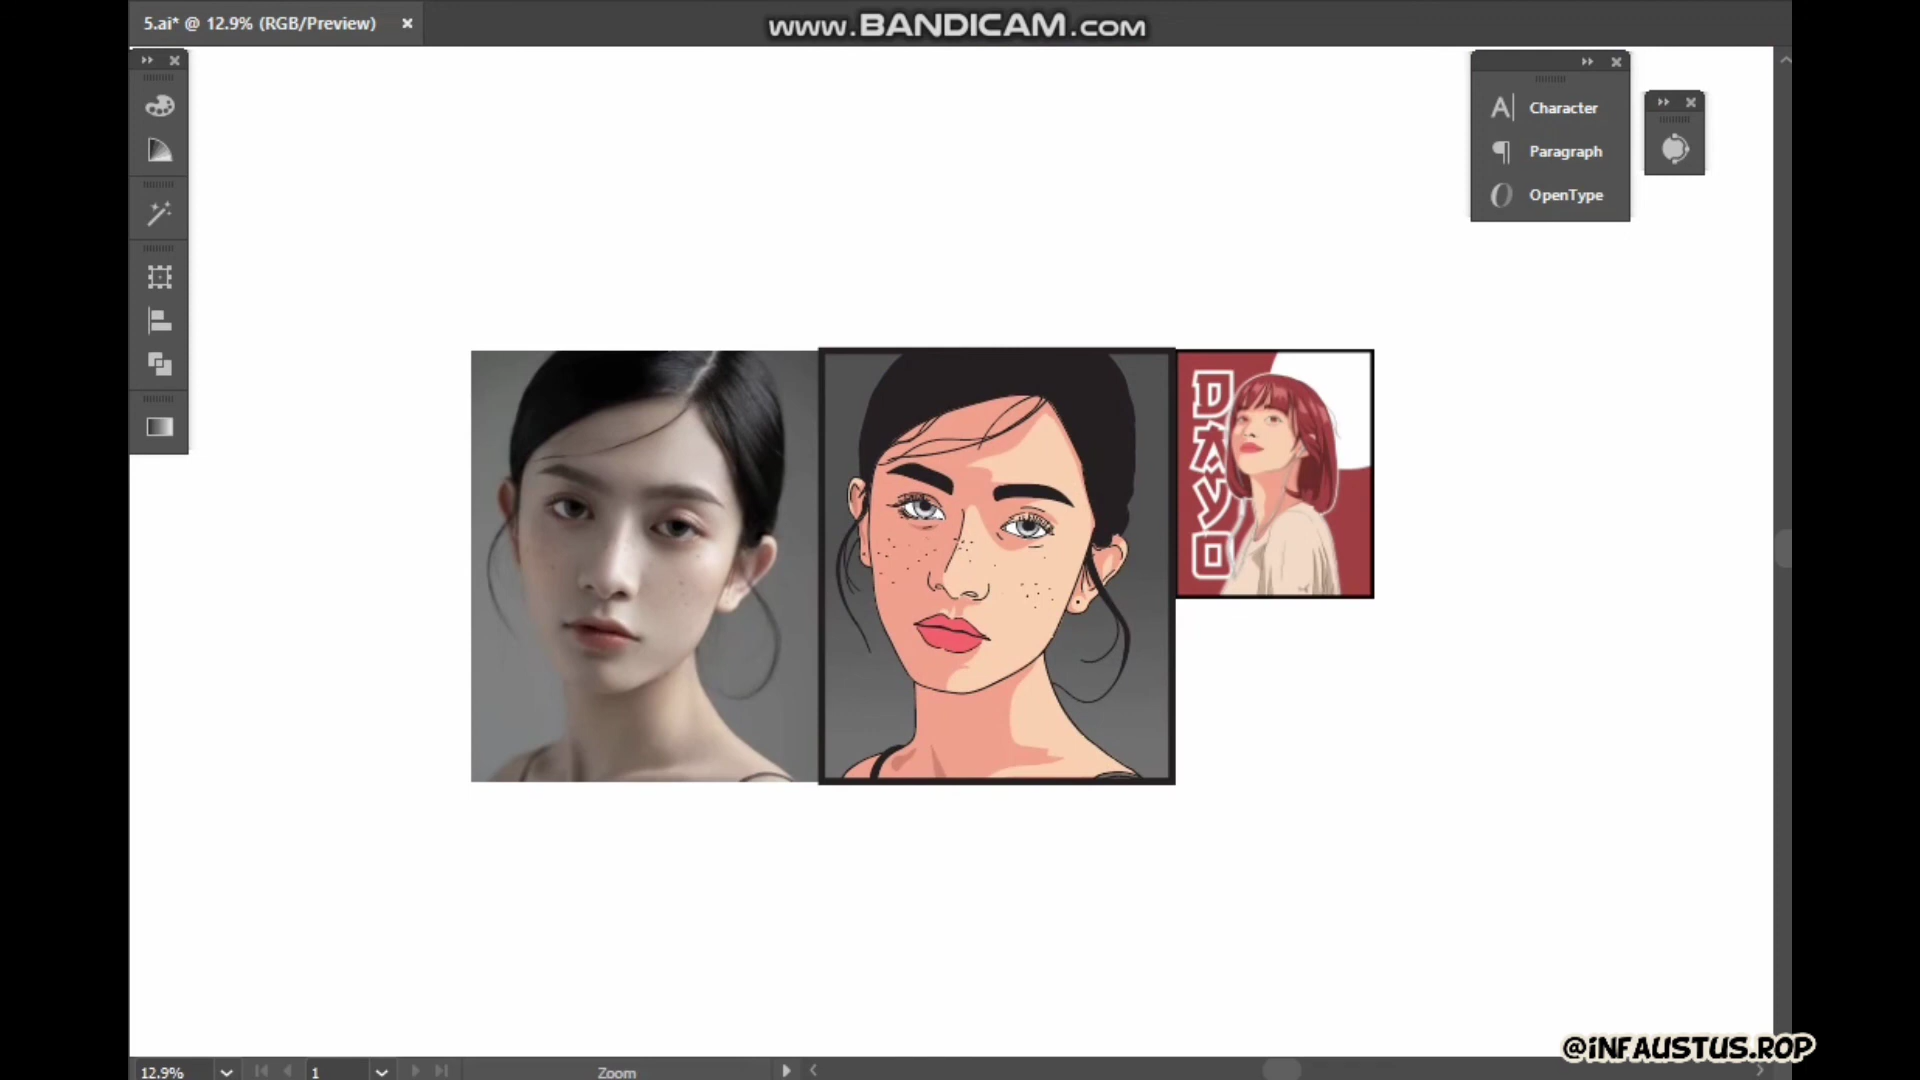 5.ai* @ 12.9% (RGB/Preview)
www.BANDICAM.com
Character
Paragraph
OpenType
DAYO
12.9%
1
Zoom
@iNFAUSTUS.ROP